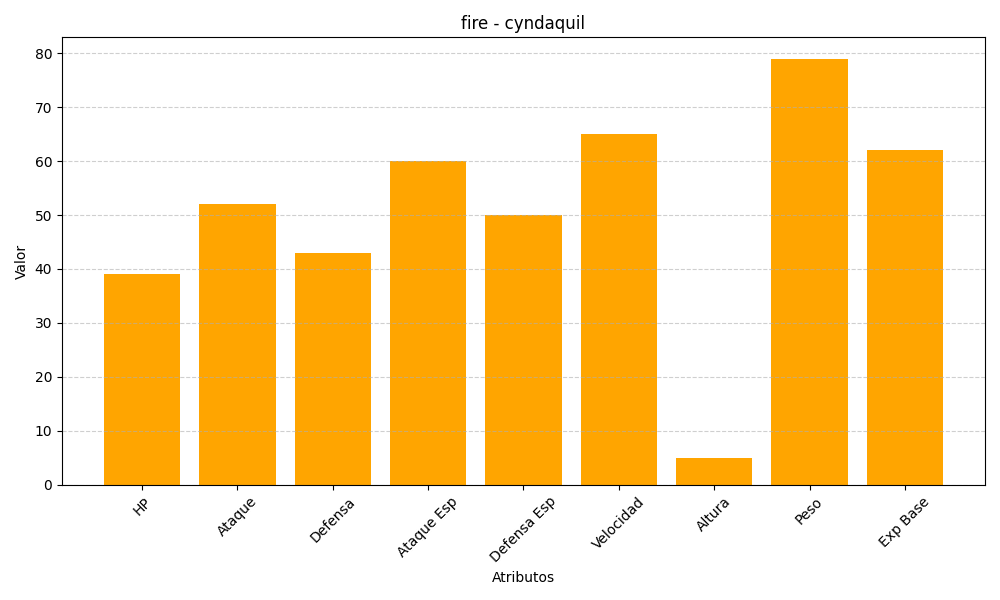 fire - cyndaquil
Valor
80
70
60
50
40
30
20
10
0
HP
Ataque
Defensa
Ataque Esp
Defensa Esp
Velocidad
Altura
Peso
Exp Base
Atributos